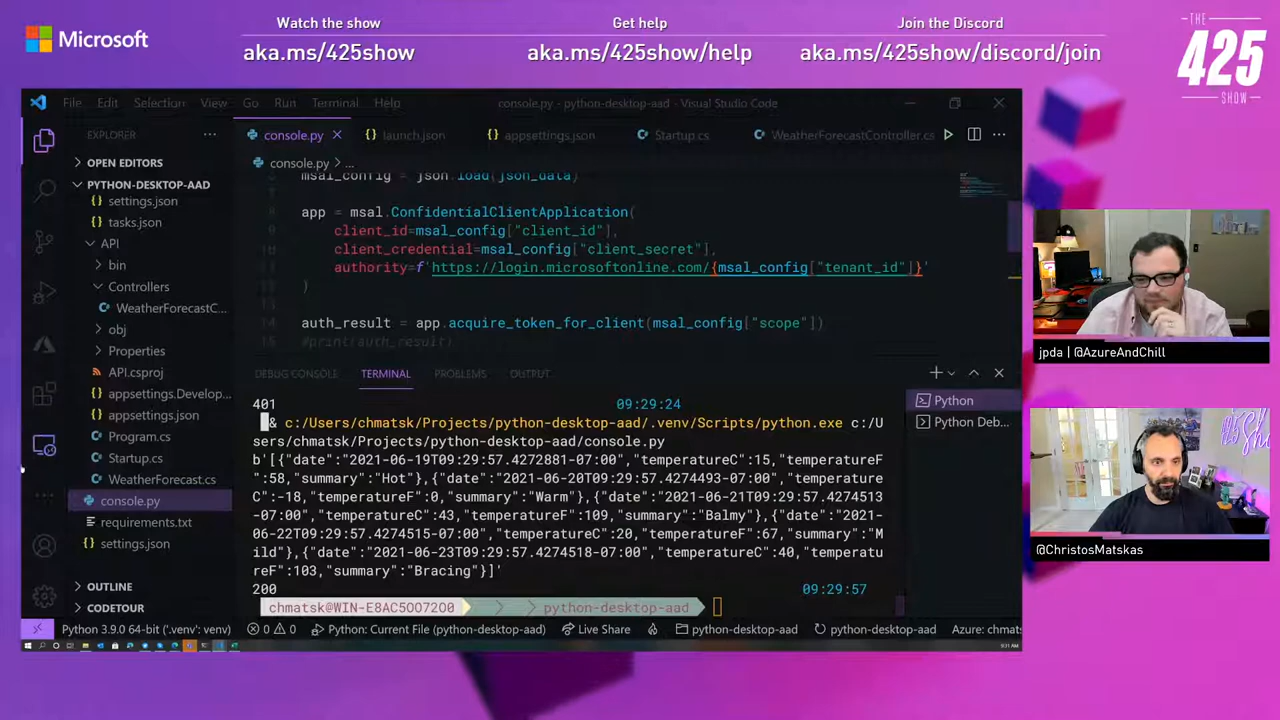 Microsoft
Watch the show
aka.ms/425show
Get help
aka.ms/425show/help
Join the Discord
aka.ms/425show/discord/join
THE
425
SHOW
File Edit Selection View Go Run Terminal Help
console.py - python-desktop-aad - Visual Studio Code
EXPLORER
OPEN EDITORS
PYTHON-DESKTOP-AAD
settings.json
tasks.json
API
bin
Controllers
WeatherForecastC...
obj
Properties
API.csproj
appsettings.Develop...
appsettings.json
Program.cs
Startup.cs
WeatherForecast.cs
console.py
requirements.txt
settings.json
OUTLINE
CODETOUR
console.py launch.json appsettings.json Startup.cs WeatherForecastController.cs
console.py > ...
msal_config = json.load(json_data)
8 app = msal.ConfidentialClientApplication(
9 client_id=msal_config["client_id"],
10 client_credential=msal_config["client_secret"],
11 authority=f'https://login.microsoftonline.com/{msal_config["tenant_id"]}'
)
14 auth_result = app.acquire_token_for_client(msal_config["scope"])
15 #print(auth_result)
DEBUG CONSOLE TERMINAL PROBLEMS OUTPUT
401 09:29:24
& c:/Users/chmatsk/Projects/python-desktop-aad/.venv/Scripts/python.exe c:/U
sers/chmatsk/Projects/python-desktop-aad/console.py
b'[{"date":"2021-06-19T09:29:57.4272881-07:00","temperatureC":15,"temperatureF
":58,"summary":"Hot"},{"date":"2021-06-20T09:29:57.4274493-07:00","temperature
C":-18,"temperatureF":0,"summary":"Warm"},{"date":"2021-06-21T09:29:57.4274513
-07:00","temperatureC":43,"temperatureF":109,"summary":"Balmy"},{"date":"2021-
06-22T09:29:57.4274515-07:00","temperatureC":20,"temperatureF":67,"summary":"M
ild"},{"date":"2021-06-23T09:29:57.4274518-07:00","temperatureC":40,"temperatu
reF":103,"summary":"Bracing"}]'
200 09:29:57
chmatsk@WIN-E8AC5OO72O0 python-desktop-aad
Python
Python Deb...
Python 3.9.0 64-bit ('.venv': venv) 0 0 Python: Current File (python-desktop-aad) Live Share python-desktop-aad python-desktop-aad Azure: chmats
9:31 AM
jpda | @AzureAndChill
@ChristosMatskas